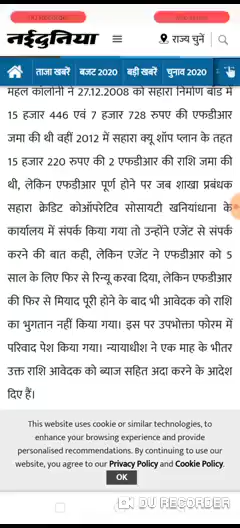 नईदुनिया
राज्य चुनें
ताजा खबरें बजट 2020 बड़ी खबरें चुनाव 2020
महल कॉलोनी ने 27.12.2008 को सहारा निर्माण बांड में
15 हजार 446 एवं 7 हजार 728 रुपए की एफडीआर
जमा की थी वहीं 2012 में सहारा क्यू शॉप प्लान के तहत
15 हजार 220 रुपए की 2 एफडीआर की राशि जमा की
थी, लेकिन एफडीआर पूर्ण होने पर जब शाखा प्रबंधक
सहारा क्रेडिट कोऑपरेटिव सोसायटी खनियांधाना के
कार्यालय में संपर्क किया गया तो उन्होंने एजेंट से संपर्क
करने की बात कही, लेकिन एजेंट ने एफडीआर को 5
साल के लिए फिर से रिन्यू करवा दिया, लेकिन एफडीआर
की फिर से मियाद पूरी होने के बाद भी आवेदक को राशि
का भुगतान नहीं किया गया। इस पर उपभोक्ता फोरम में
परिवाद पेश किया गया। न्यायाधीश ने एक माह के भीतर
उक्त राशि आवेदक को ब्याज सहित अदा करने के आदेश
दिए हैं।
This website uses cookie or similar technologies, to
enhance your browsing experience and provide
personalised recommendations. By continuing to use our
website, you agree to our Privacy Policy and Cookie Policy.
OK
DU RECORDER